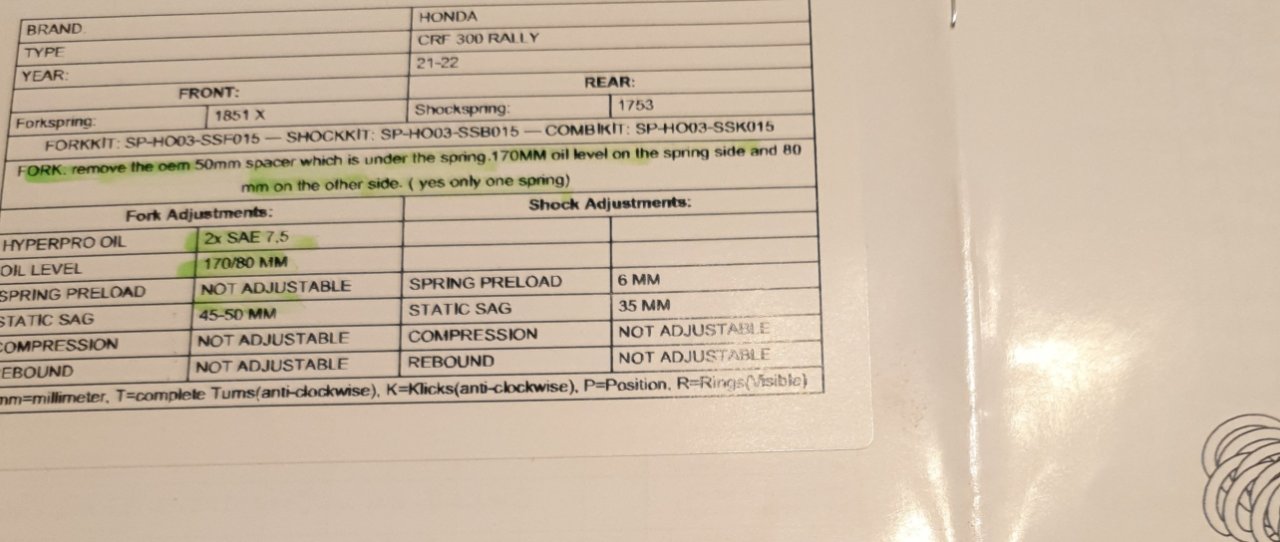 BRAND HONDA
TYPE CRF 300 RALLY
YEAR: 21-22
FRONT: REAR:
Forkspring: 1851 X Shockspring: 1753
FORKKİT: SP-HO03-SSF015 — SHOCKKİT: SP-HO03-SSB015 — COMBİKİT: SP-HO03-SSK015
FORK: remove the oem 50mm spacer which is under the spring.170MM oil level on the spring side and 80
mm on the other side. ( yes only one spring)
Fork Adjustments: Shock Adjustments:
HYPERPRO OIL 2x SAE 7,5
OIL LEVEL 170/80 MM
SPRING PRELOAD NOT ADJUSTABLE SPRING PRELOAD 6 MM
STATIC SAG 45-50 MM STATIC SAG 35 MM
COMPRESSION NOT ADJUSTABLE COMPRESSION NOT ADJUSTABLE
EBOUND NOT ADJUSTABLE REBOUND NOT ADJUSTABLE
mm=millimeter, T=complete Turns(anti-clockwise), K=Klicks(anti-clockwise), P=Position, R=Rings(Visible)